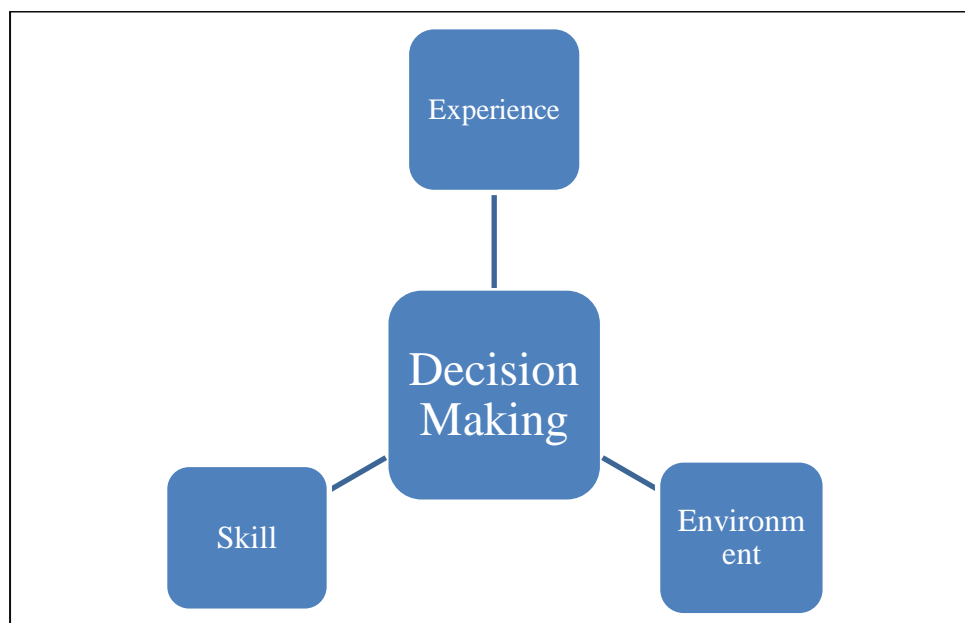 Experience
Decision
Making
Skill
Environm
ent